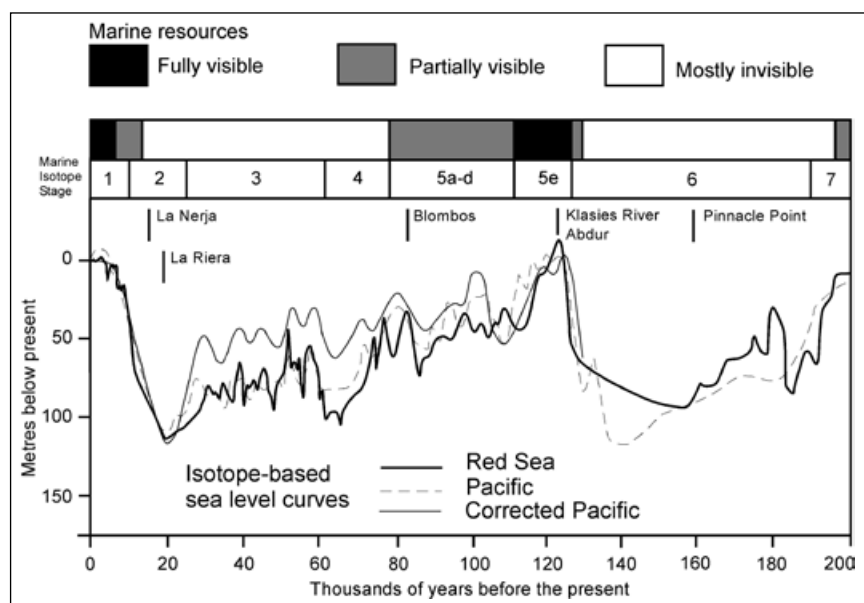 Marine resources
Fully visible
Partially visible
Mostly invisible
Marine
Isotope
Stage
1 2 3 4 5a-d 5e 6 7
La Nerja
Blombos
Klasies River
Abdur
Pinnacle Point
La Riera
0
50
100
150
Metres below present
Isotope-based
sea level curves
Red Sea
Pacific
Corrected Pacific
0 20 40 60 80 100 120 140 160 180 200
Thousands of years before the present